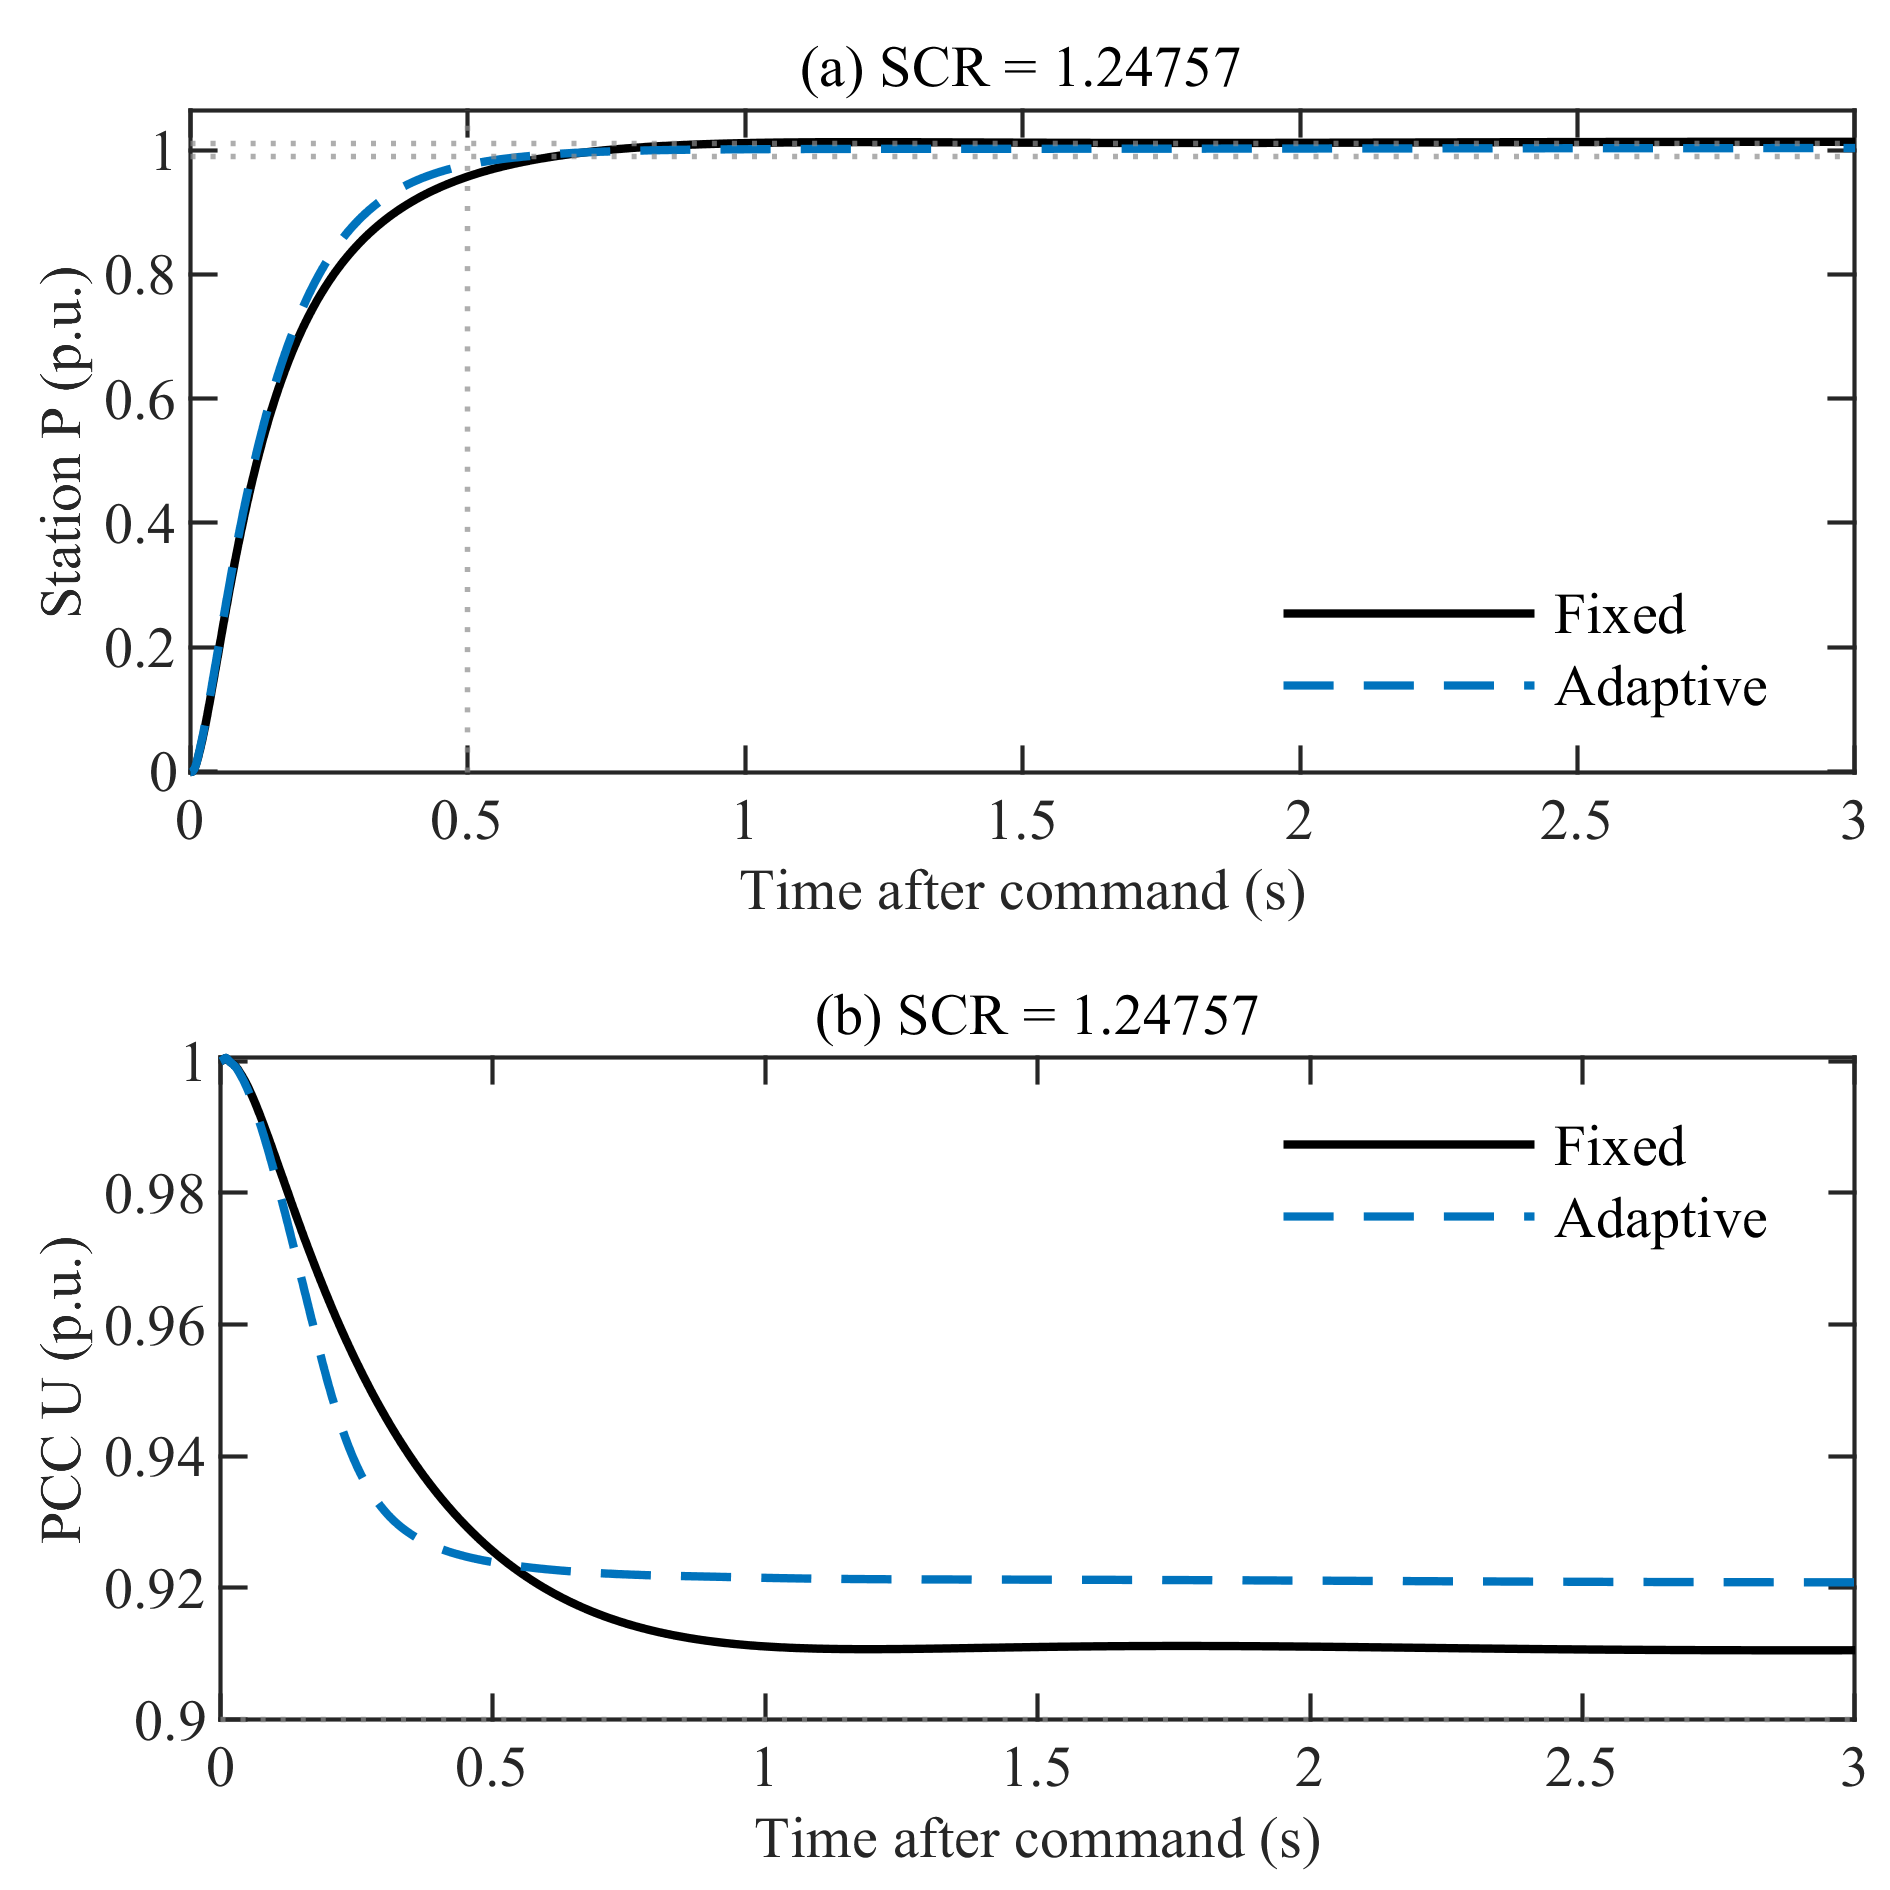 (a) SCR = 1.24757
Station P (p.u.)
1
0.8
0.6
0.4
0.2
0
Fixed
Adaptive
0 0.5 1 1.5 2 2.5 3
Time after command (s)
(b) SCR = 1.24757
PCC U (p.u.)
1
0.98
0.96
0.94
0.92
0.9
Fixed
Adaptive
0 0.5 1 1.5 2 2.5 3
Time after command (s)